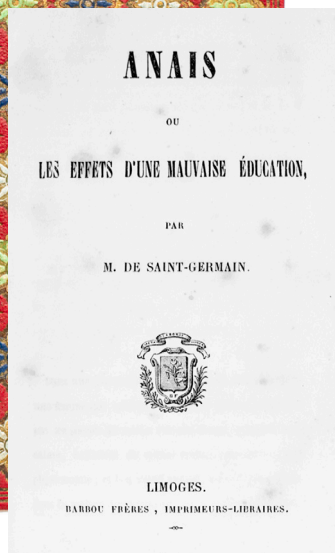 ANAIS
OU
LES EFFETS D'UNE MAUVAISE ÉDUCATION,
PAR
M. DE SAINT-GERMAIN.
LIMOGES.
BARBOU FRÈRES, IMPRIMEURS-LIBRAIRES.